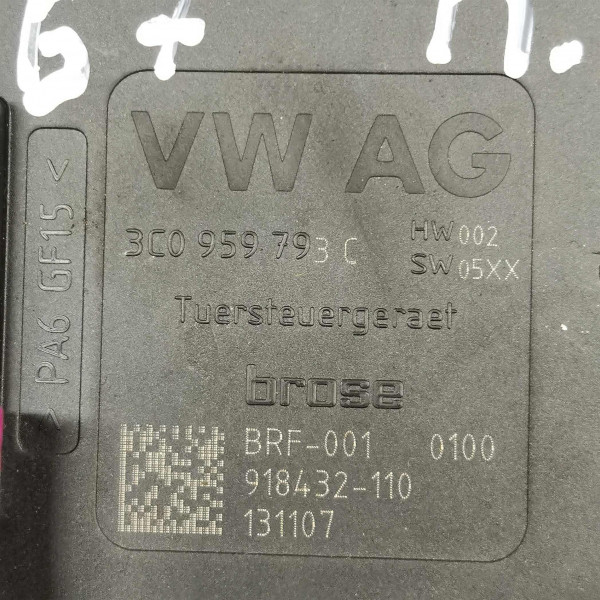 VW AG
3C0 959 793 C HW 002
SW 05XX
Tuersteuergeraet
brose
BRF-001 0100
918432-110
131107
> PA6 GF15 <